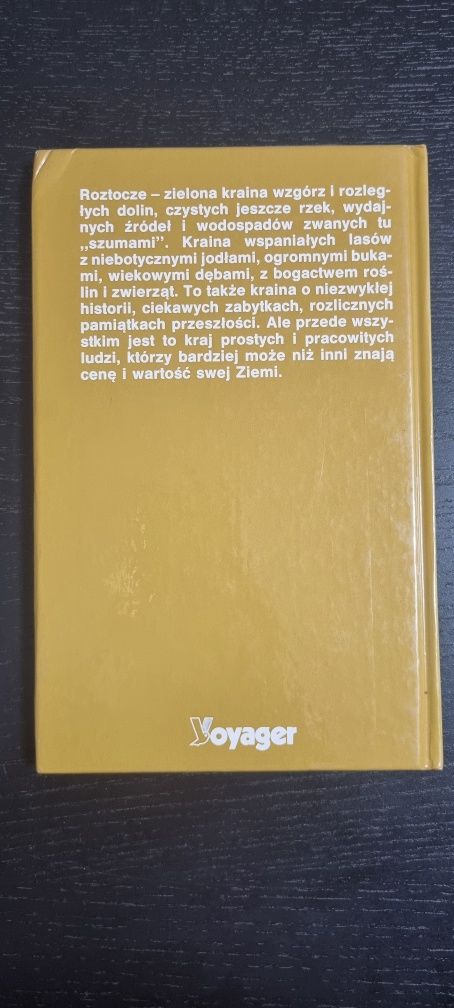 Roztocze – zielona kraina wzgórz i rozleg-
łych dolin, czystych jeszcze rzek, wydaj-
nych źródeł i wodospadów zwanych tu
,,szumami”. Kraina wspaniałych lasów
z niebotycznymi jodłami, ogromnymi buka-
mi, wiekowymi dębami, z bogactwem roś-
lin i zwierząt. To także kraina o niezwykłej
historii, ciekawych zabytkach, rozlicznych
pamiątkach przeszłości. Ale przede wszy-
stkim jest to kraj prostych i pracowitych
ludzi, którzy bardziej może niż inni znają
cenę i wartość swej Ziemi.
Voyager